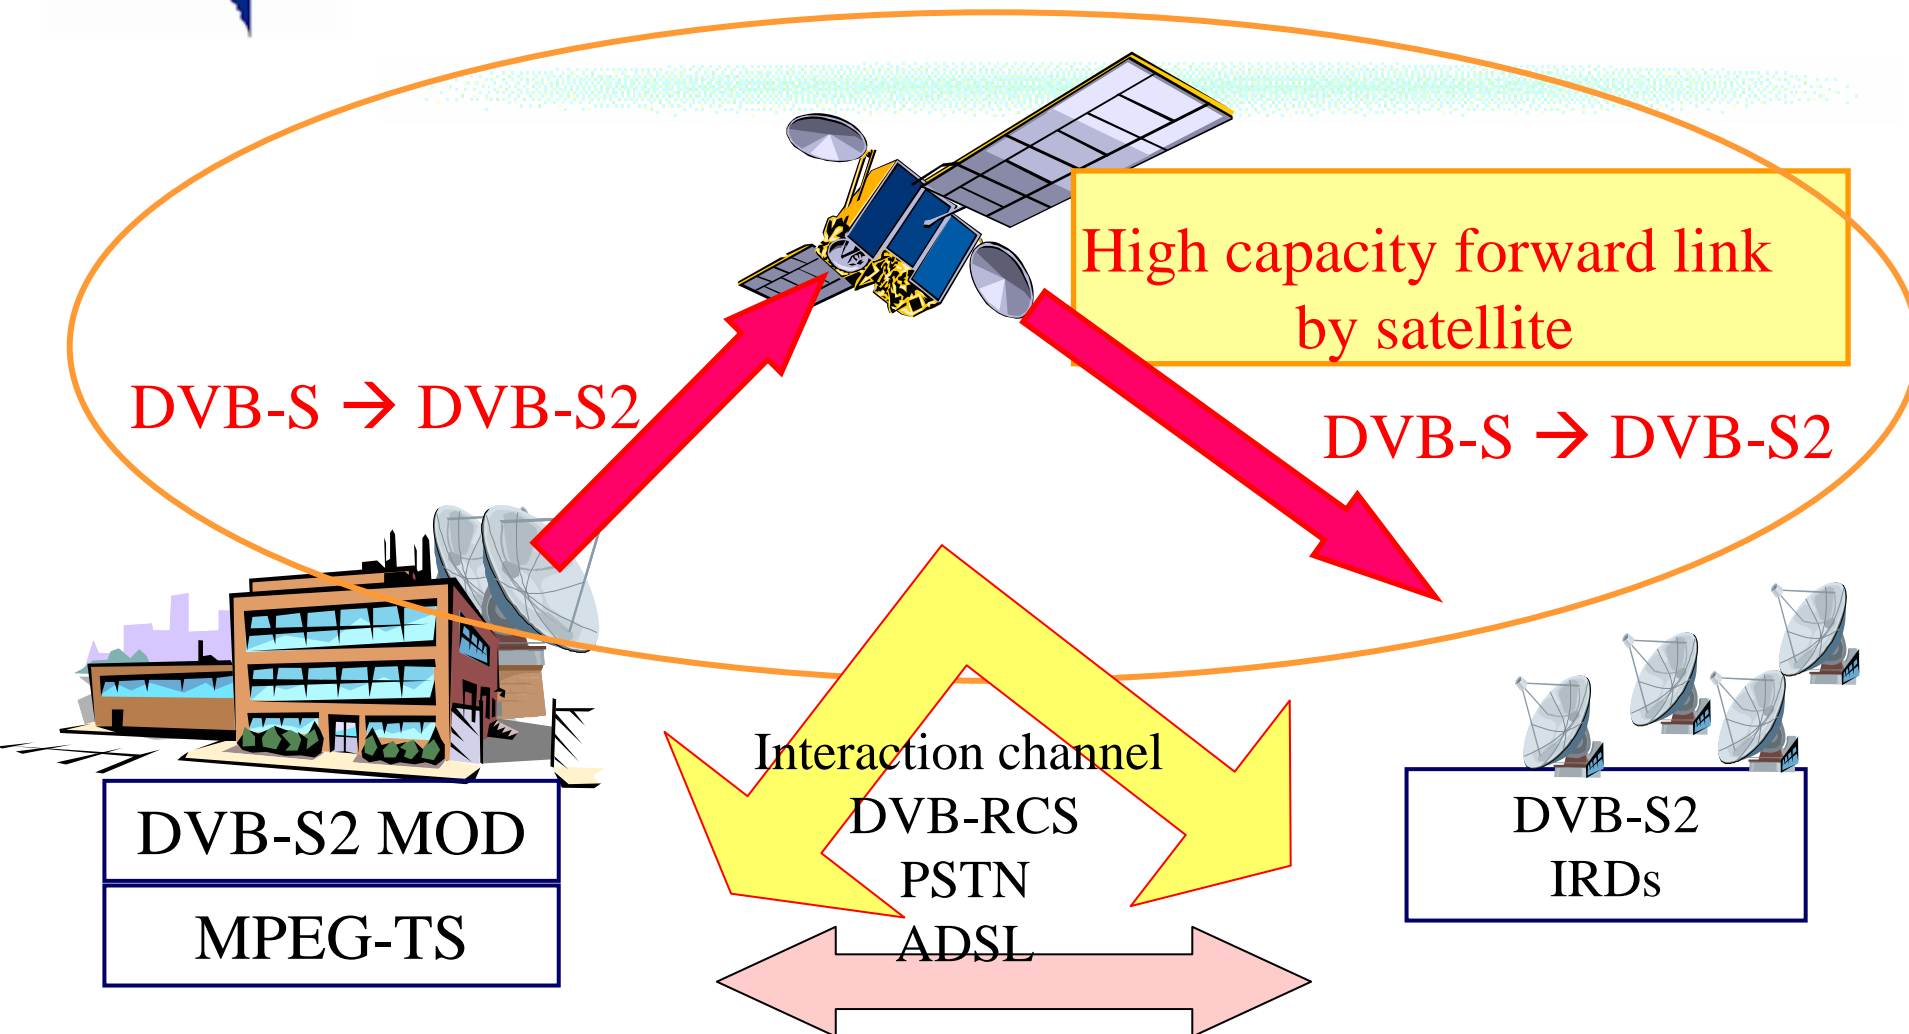 High capacity forward link
by satellite
DVB-S → DVB-S2
DVB-S → DVB-S2
Interaction channel
DVB-RCS
PSTN
ADSL
DVB-S2 MOD
MPEG-TS
DVB-S2
IRDs